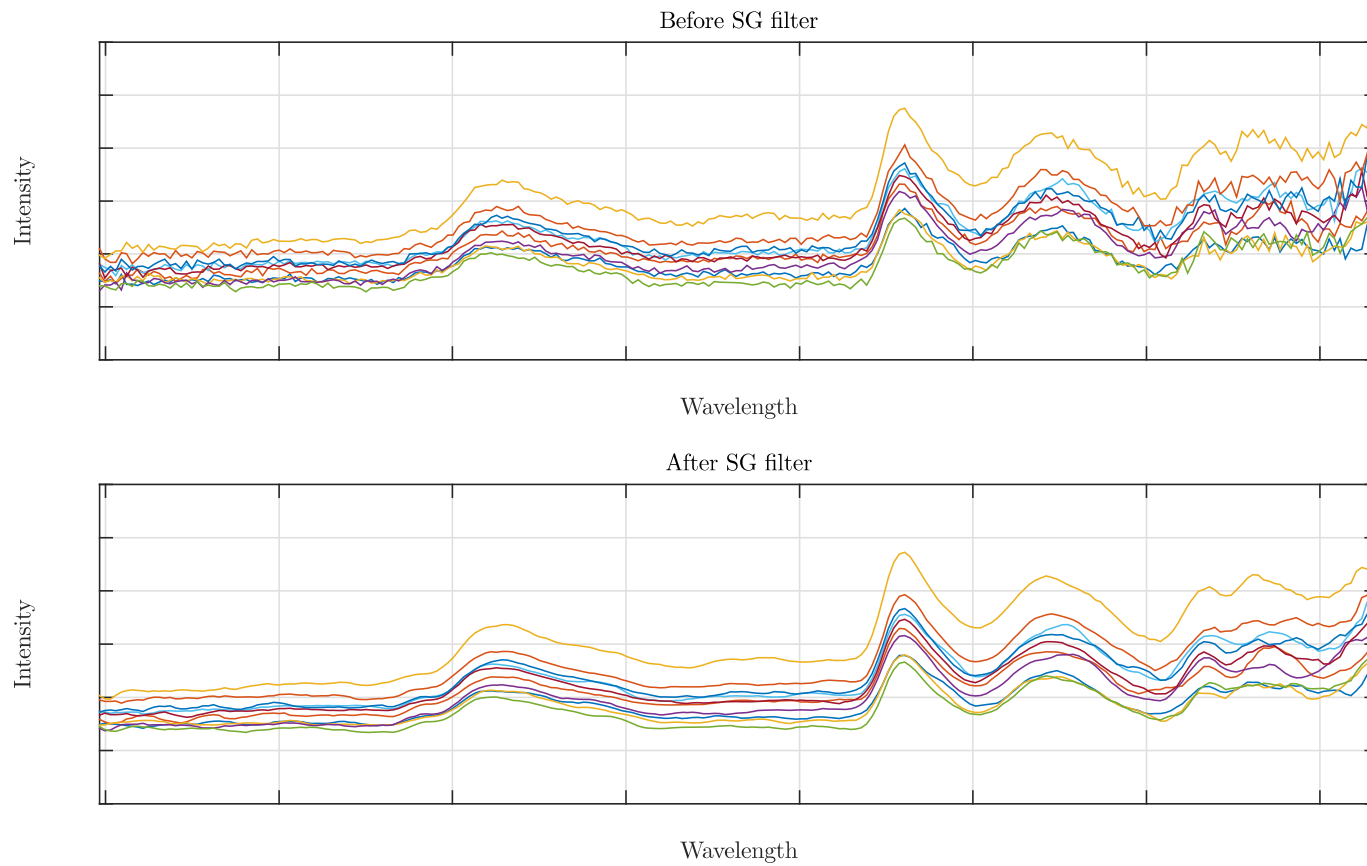 Before SG filter
Intensity
Wavelength
After SG filter
Intensity
Wavelength